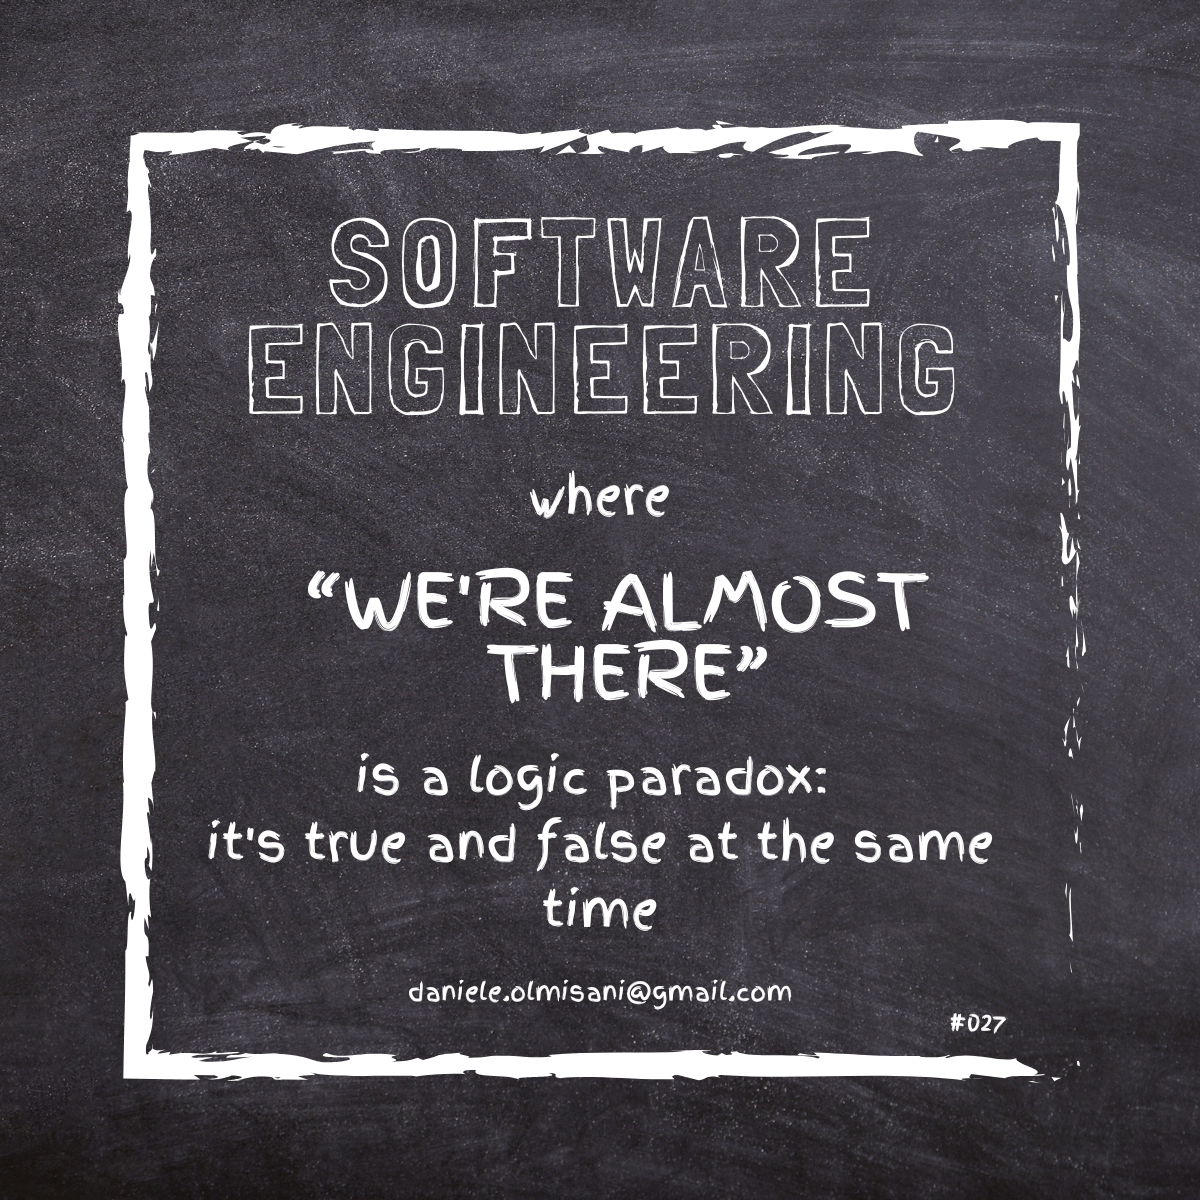 SOFTWARE
ENGINEERING
where
“WE'RE ALMOST
THERE”
is a logic paradox:
it's true and false at the same
time
daniele.olmisani@gmail.com
#027